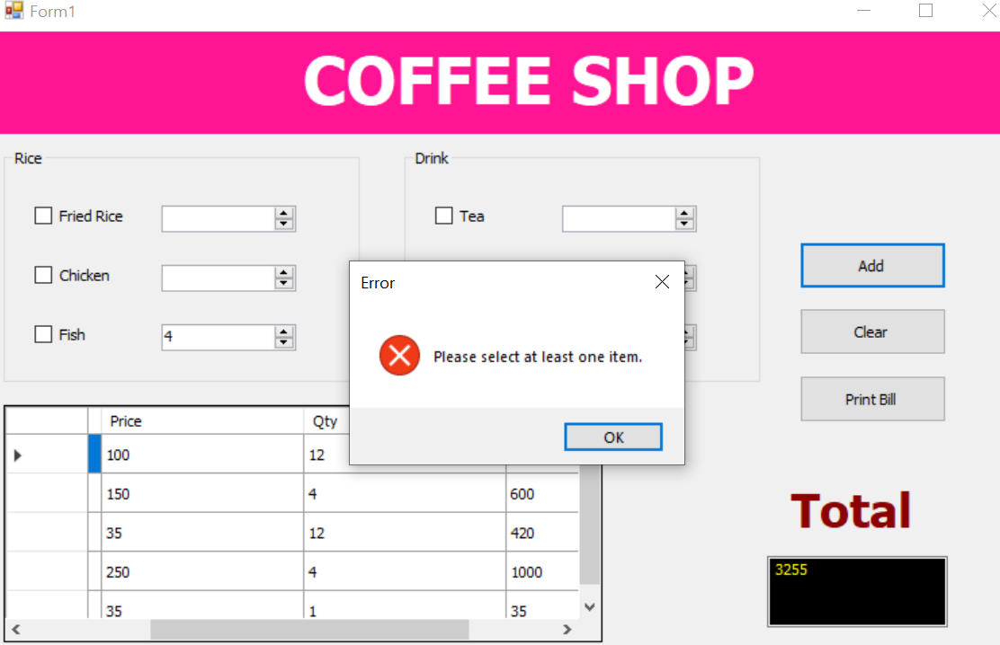 Form1
COFFEE SHOP
Rice
Drink
Fried Rice
Tea
Chicken
Fish
4
Error
Please select at least one item.
OK
Add
Clear
Print Bill
Price Qty
100 12
150 4 600
35 12 420
250 4 1000
35 1 35
Total
3255